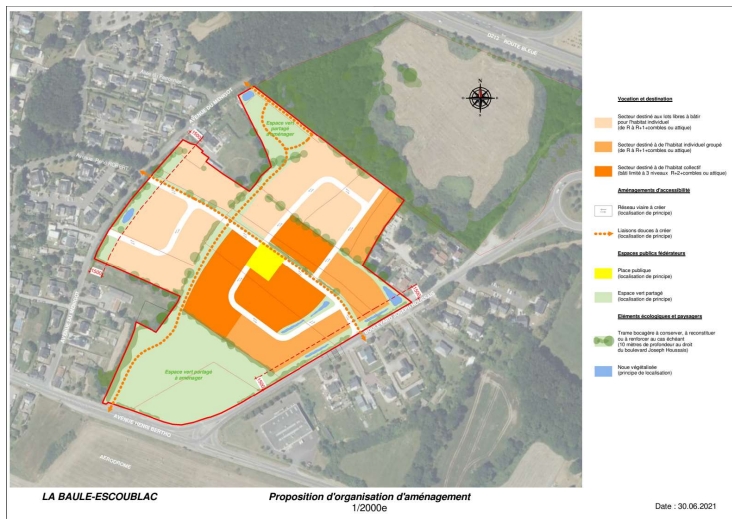 D213 - ROUTE BLEUE
N
Espace vert
partagé
à aménager
Espace vert partagé
à aménager
AVENUE HENRI BERTHO
AERODROME
Vocation et destination
Secteur destiné aux lots libres à bâtir
pour l'habitat individuel
(de R à R+1+combles ou attique)
Secteur destiné à de l'habitat individuel groupé
(de R à R+1+combles ou attique)
Secteur destiné à de l'habitat collectif
(bâti limité à 3 niveaux R+2+combles ou attique)
Aménagements d'accessibilité
Réseau viaire à créer
(localisation de principe)
Liaisons douces à créer
(localisation de principe)
Espaces publics fédérateurs
Place publique
(localisation de principe)
Espace vert partagé
(localisation de principe)
Eléments écologiques et paysagers
Trame bocagère à conserver, à reconstituer
ou à renforcer au cas échéant
(10 mètres de profondeur au droit
du boulevard Joseph Houssais)
Noue végétalisée
(principe de localisation)
LA BAULE-ESCOUBLAC
Proposition d'organisation d'aménagement
1/2000e
Date : 30.06.2021